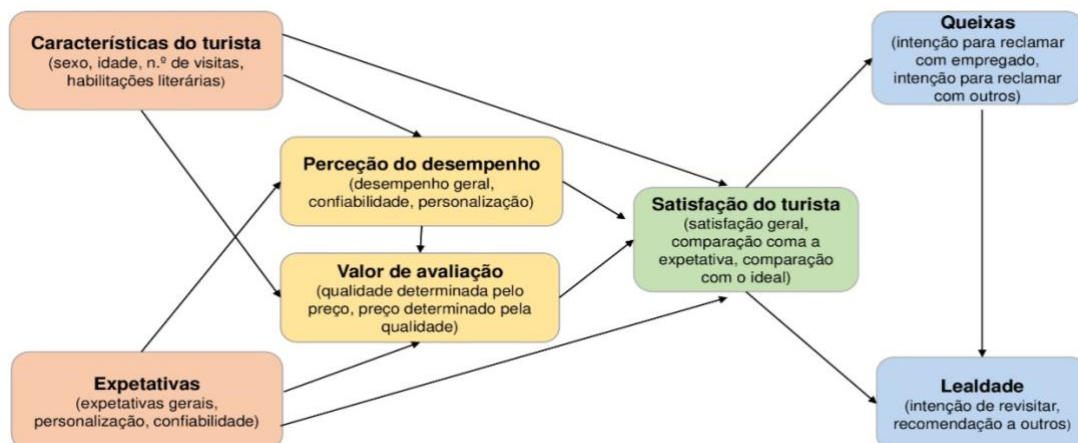 Características do turista
(sexo, idade, n.º de visitas,
habilitações literárias)
Queixas
(intenção para reclamar
com empregado,
intenção para reclamar
com outros)
Perceção do desempenho
(desempenho geral,
confiabilidade, personalização)
Satisfação do turista
(satisfação geral,
comparação coma a
expetativa, comparação
com o ideal)
Valor de avaliação
(qualidade determinada pelo
preço, preço determinado pela
qualidade)
Expetativas
(expetativas gerais,
personalização, confiabilidade)
Lealdade
(intenção de revisitar,
recomendação a outros)